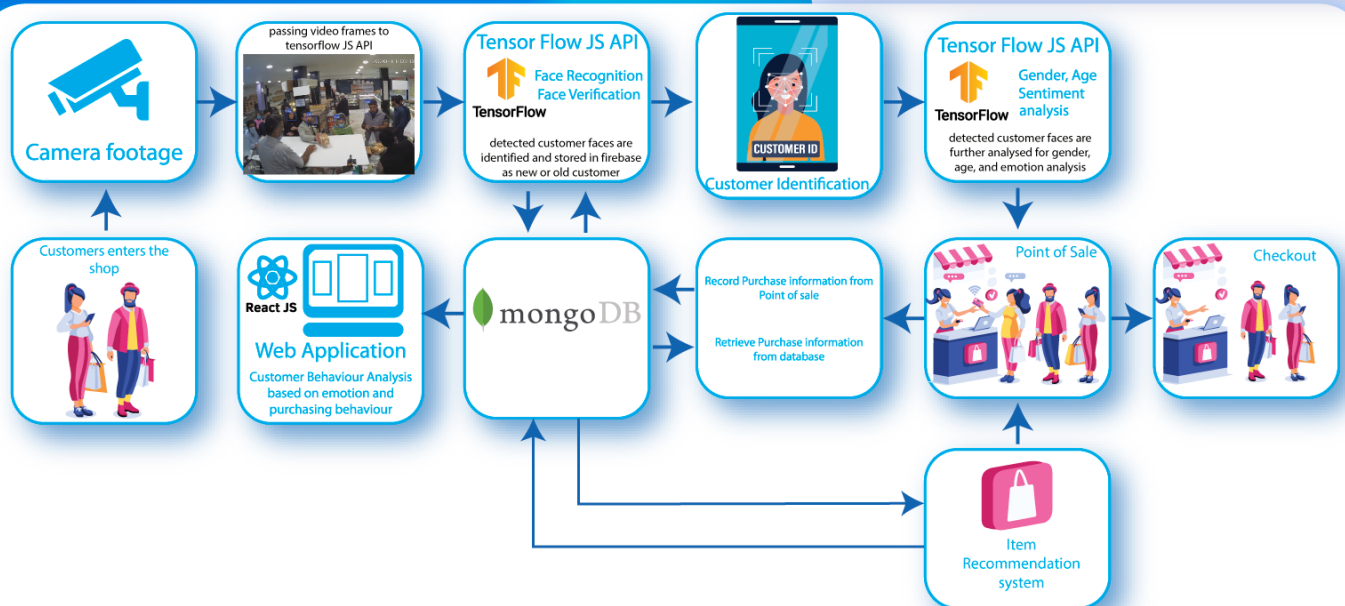 Camera footage
passing video frames to
tensorflow JS API
Tensor Flow JS API
TensorFlow
Face Recognition
Face Verification
detected customer faces are
identified and stored in firebase
as new or old customer
CUSTOMER ID
Customer Identification
Tensor Flow JS API
TensorFlow
Gender, Age
Sentiment
analysis
detected customer faces are
further analysed for gender,
age, and emotion analysis
Customers enters the
shop
React JS
Web Application
Customer Behaviour Analysis
based on emotion and
purchasing behaviour
mongoDB
Record Purchase information from
Point of sale
Retrieve Purchase information
from database
Point of Sale
Checkout
Item
Recommendation
system